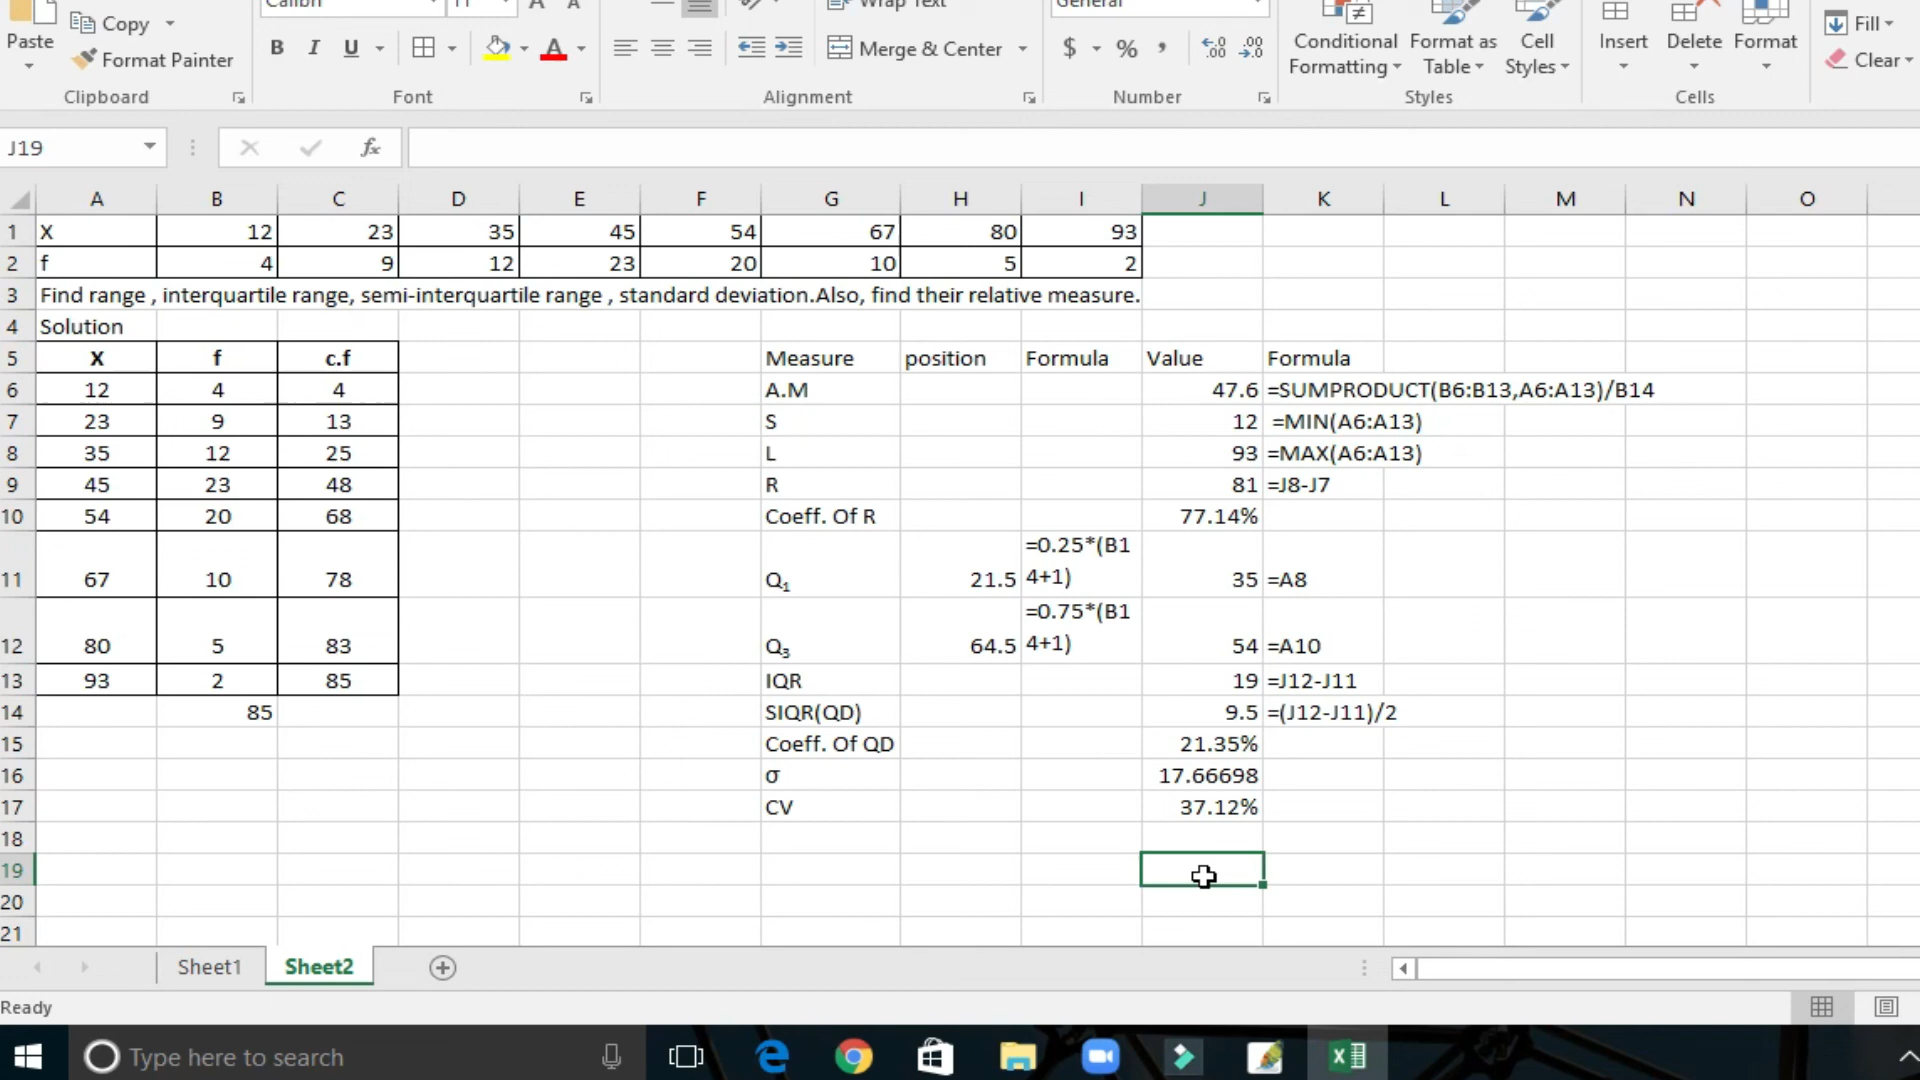 Calibri 11 A A Wrap Text General
Paste Copy Format Painter B I U A Merge & Center $ % , Conditional Formatting Format as Table Cell Styles Insert Delete Format Fill Clear
Clipboard Font Alignment Number Styles Cells
J19 fx
A B C D E F G H I J K L M N O
1 X 12 23 35 45 54 67 80 93
2 f 4 9 12 23 20 10 5 2
3 Find range , interquartile range, semi-interquartile range , standard deviation.Also, find their relative measure.
4 Solution
5 X f c.f Measure position Formula Value Formula
6 12 4 4 A.M 47.6 =SUMPRODUCT(B6:B13,A6:A13)/B14
7 23 9 13 S 12 =MIN(A6:A13)
8 35 12 25 L 93 =MAX(A6:A13)
9 45 23 48 R 81 =J8-J7
10 54 20 68 Coeff. Of R 77.14%
11 67 10 78 Q₁ 21.5 =0.25*(B14+1) 35 =A8
12 80 5 83 Q₃ 64.5 =0.75*(B14+1) 54 =A10
13 93 2 85 IQR 19 =J12-J11
14 85 SIQR(QD) 9.5 =(J12-J11)/2
15 Coeff. Of QD 21.35%
16 σ 17.66698
17 CV 37.12%
18
19
20
21
Sheet1 Sheet2
Ready
Type here to search